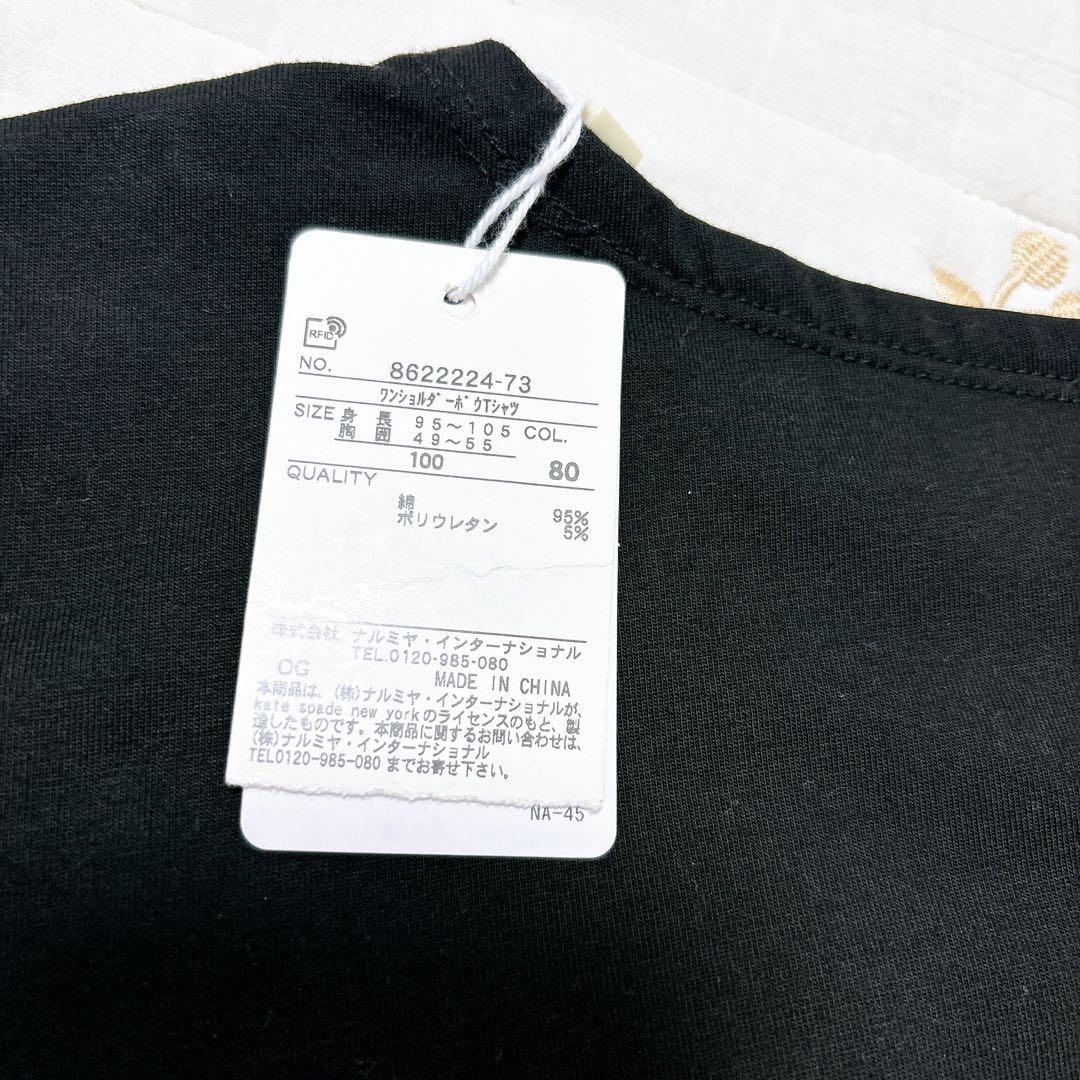 RFID
NO. 8622224-73
ﾜﾝｼｮﾙﾀﾞｰﾎﾞｳTｼｬﾂ
SIZE 身長 95～105 COL.
胸囲 49～55
100 80
QUALITY
綿 95%
ポリウレタン 5%
株式会社 ナルミヤ・インターナショナル
TEL.0120-985-080
OG MADE IN CHINA
本商品は、(株)ナルミヤ・インターナショナルが、
kate spade new yorkのライセンスのもと、製
造したものです。本商品に関するお問い合わせは、
(株)ナルミヤ・インターナショナル
TEL0120-985-080 までお寄せ下さい。
NA-45